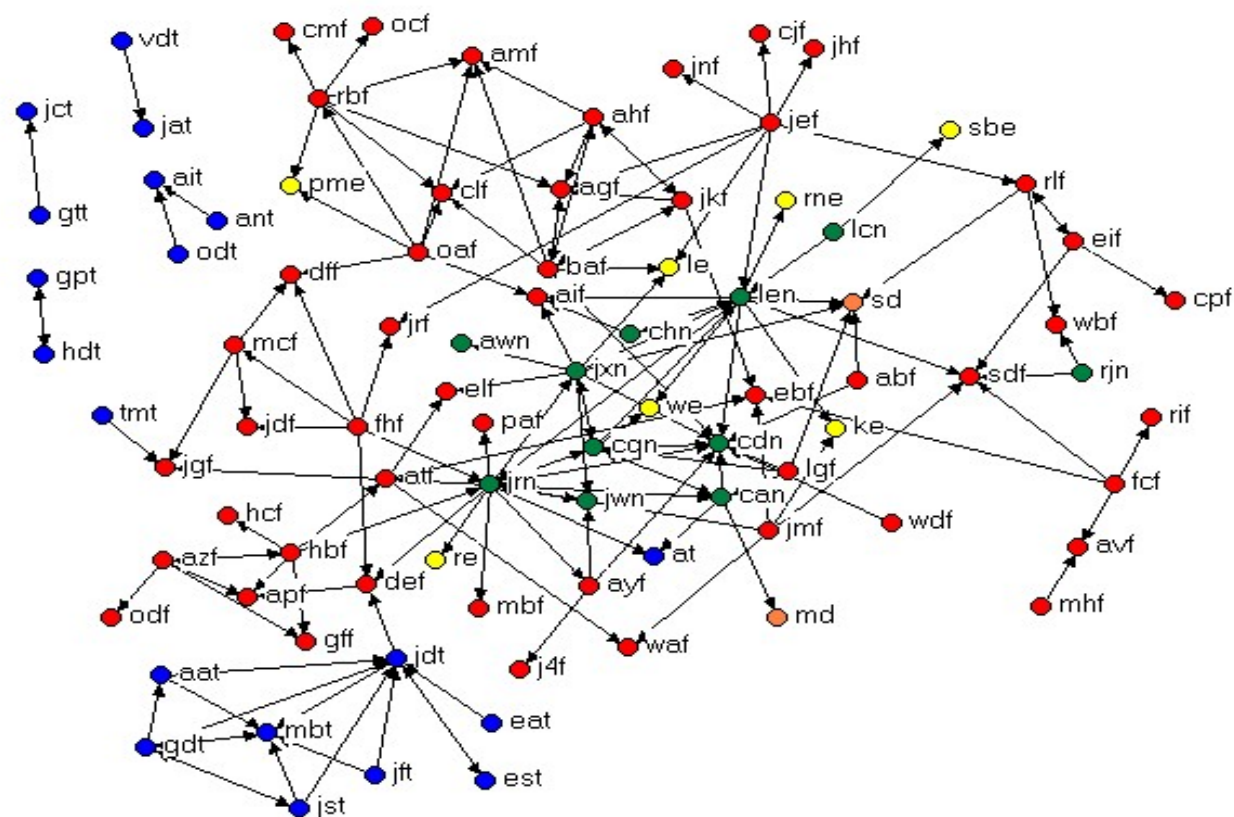 cmf
ocf
vdt
amf
cjf
jhf
jnf
rbf
jct
ahf
jef
sbe
jat
ait
pme
clf
agf
jkf
rne
rlf
gtt
ant
lcn
odt
oaf
eif
gpt
dff
baf
le
aif
len
sd
cpf
hdt
mcf
jrf
awn
chn
wbf
jxn
rjn
elf
we
ebf
abf
sdf
tmt
jdf
fhf
paf
cqn
cdn
ke
rif
jgf
atf
jrn
lgf
fcf
jwn
can
hcf
jmf
wdf
azf
hbf
re
at
avf
apf
def
ayf
odf
gff
mbf
md
mhf
waf
aat
jdt
j4f
gdt
mbt
eat
jft
est
jst